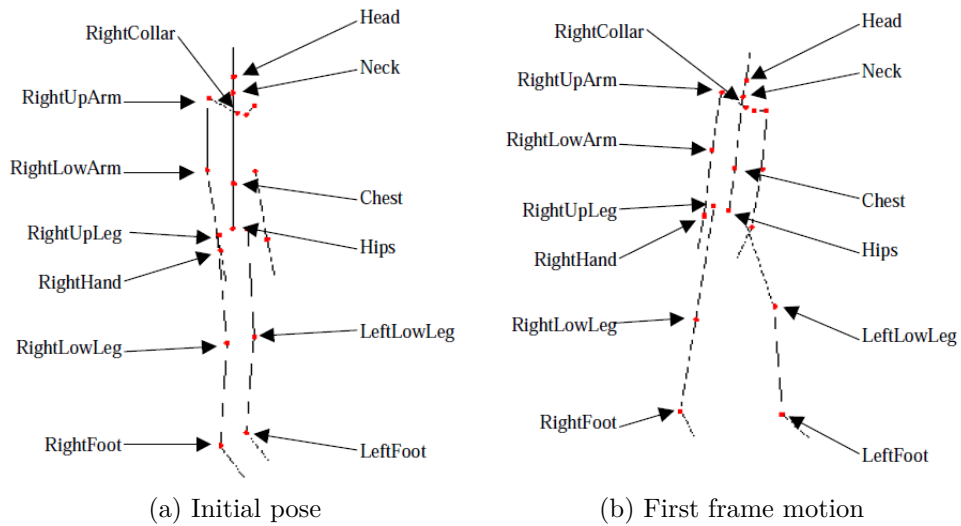 Head
RightCollar
Neck
RightUpArm
RightLowArm
Chest
RightUpLeg
Hips
RightHand
RightLowLeg
LeftLowLeg
RightFoot
LeftFoot
(a) Initial pose
Head
RightCollar
Neck
RightUpArm
RightLowArm
Chest
RightUpLeg
Hips
RightHand
RightLowLeg
LeftLowLeg
RightFoot
LeftFoot
(b) First frame motion